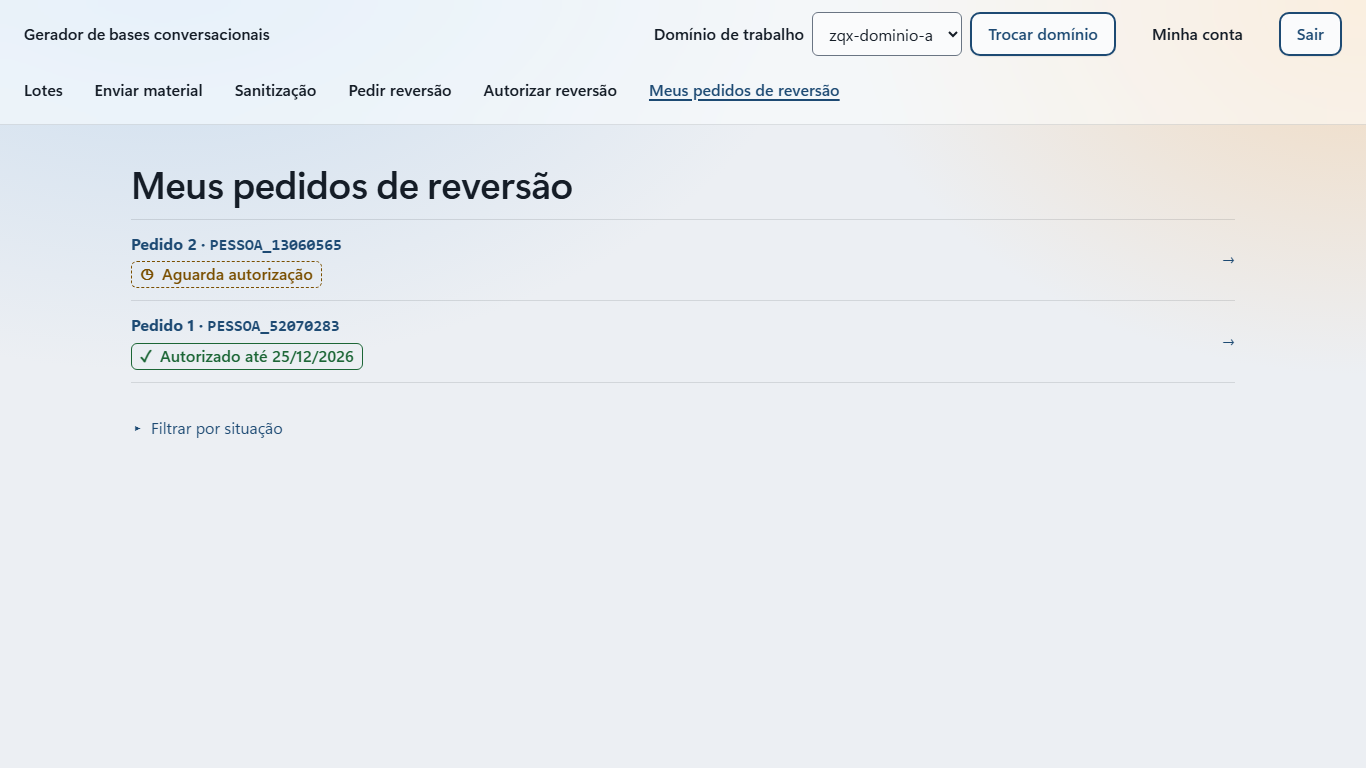 Gerador de bases conversacionais
Domínio de trabalho
zqx-dominio-a
Trocar domínio
Minha conta
Sair
Lotes
Enviar material
Sanitização
Pedir reversão
Autorizar reversão
Meus pedidos de reversão
Meus pedidos de reversão
Pedido 2 · PESSOA_13060565
Aguarda autorização
→
Pedido 1 · PESSOA_52070283
✓ Autorizado até 25/12/2026
→
▸ Filtrar por situação